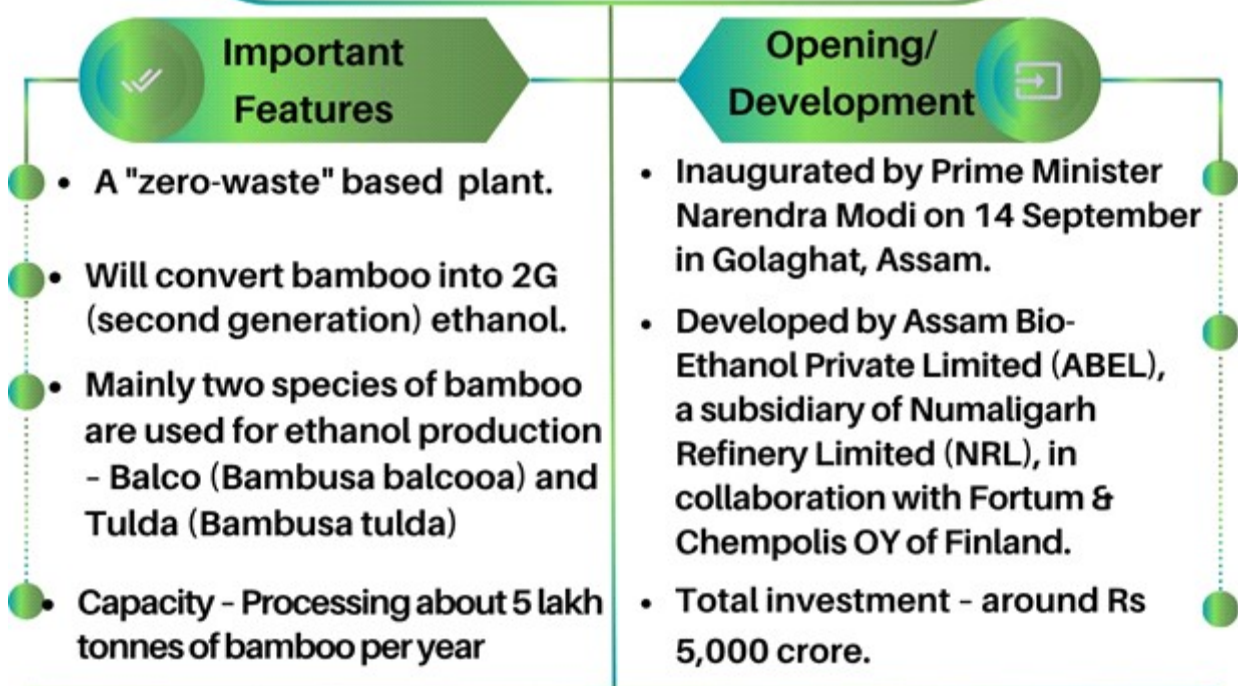 Important
Features
• A "zero-waste" based plant.
• Will convert bamboo into 2G
(second generation) ethanol.
• Mainly two species of bamboo
are used for ethanol production
– Balco (Bambusa balcooa) and
Tulda (Bambusa tulda)
• Capacity – Processing about 5 lakh
tonnes of bamboo per year
Opening/
Development
• Inaugurated by Prime Minister
Narendra Modi on 14 September
in Golaghat, Assam.
• Developed by Assam Bio-
Ethanol Private Limited (ABEL),
a subsidiary of Numaligarh
Refinery Limited (NRL), in
collaboration with Fortum &
Chempolis OY of Finland.
• Total investment – around Rs
5,000 crore.